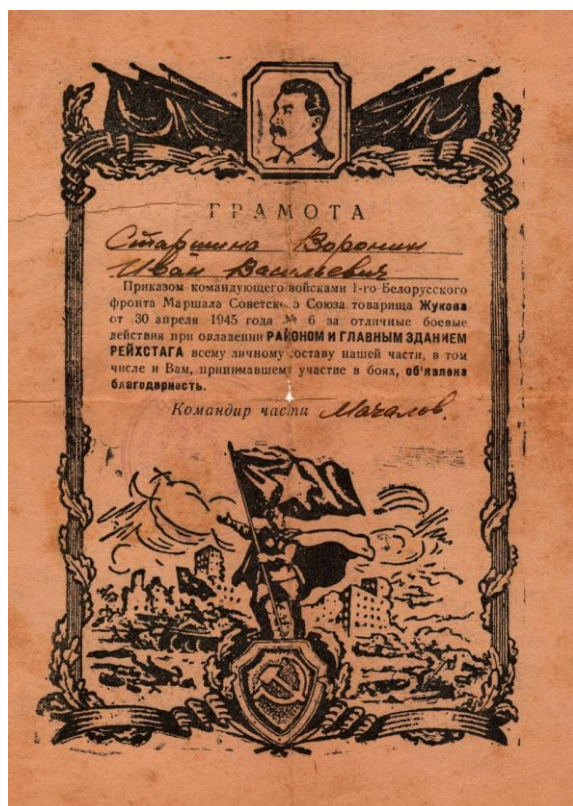 ГРАМОТА
Старшина Воронин
Иван Васильевич
Приказом командующего войсками 1-го Белорусского
фронта Маршала Советского Союза товарища Жукова
от 30 апреля 1945 года № 6 за отличные боевые
действия при овладении РАЙОНОМ И ГЛАВНЫМ ЗДАНИЕМ
РЕЙХСТАГА всему личному составу нашей части, в том
числе и Вам, принимавшему участие в боях, об'явлена
благодарность.
Командир части Мачалов.